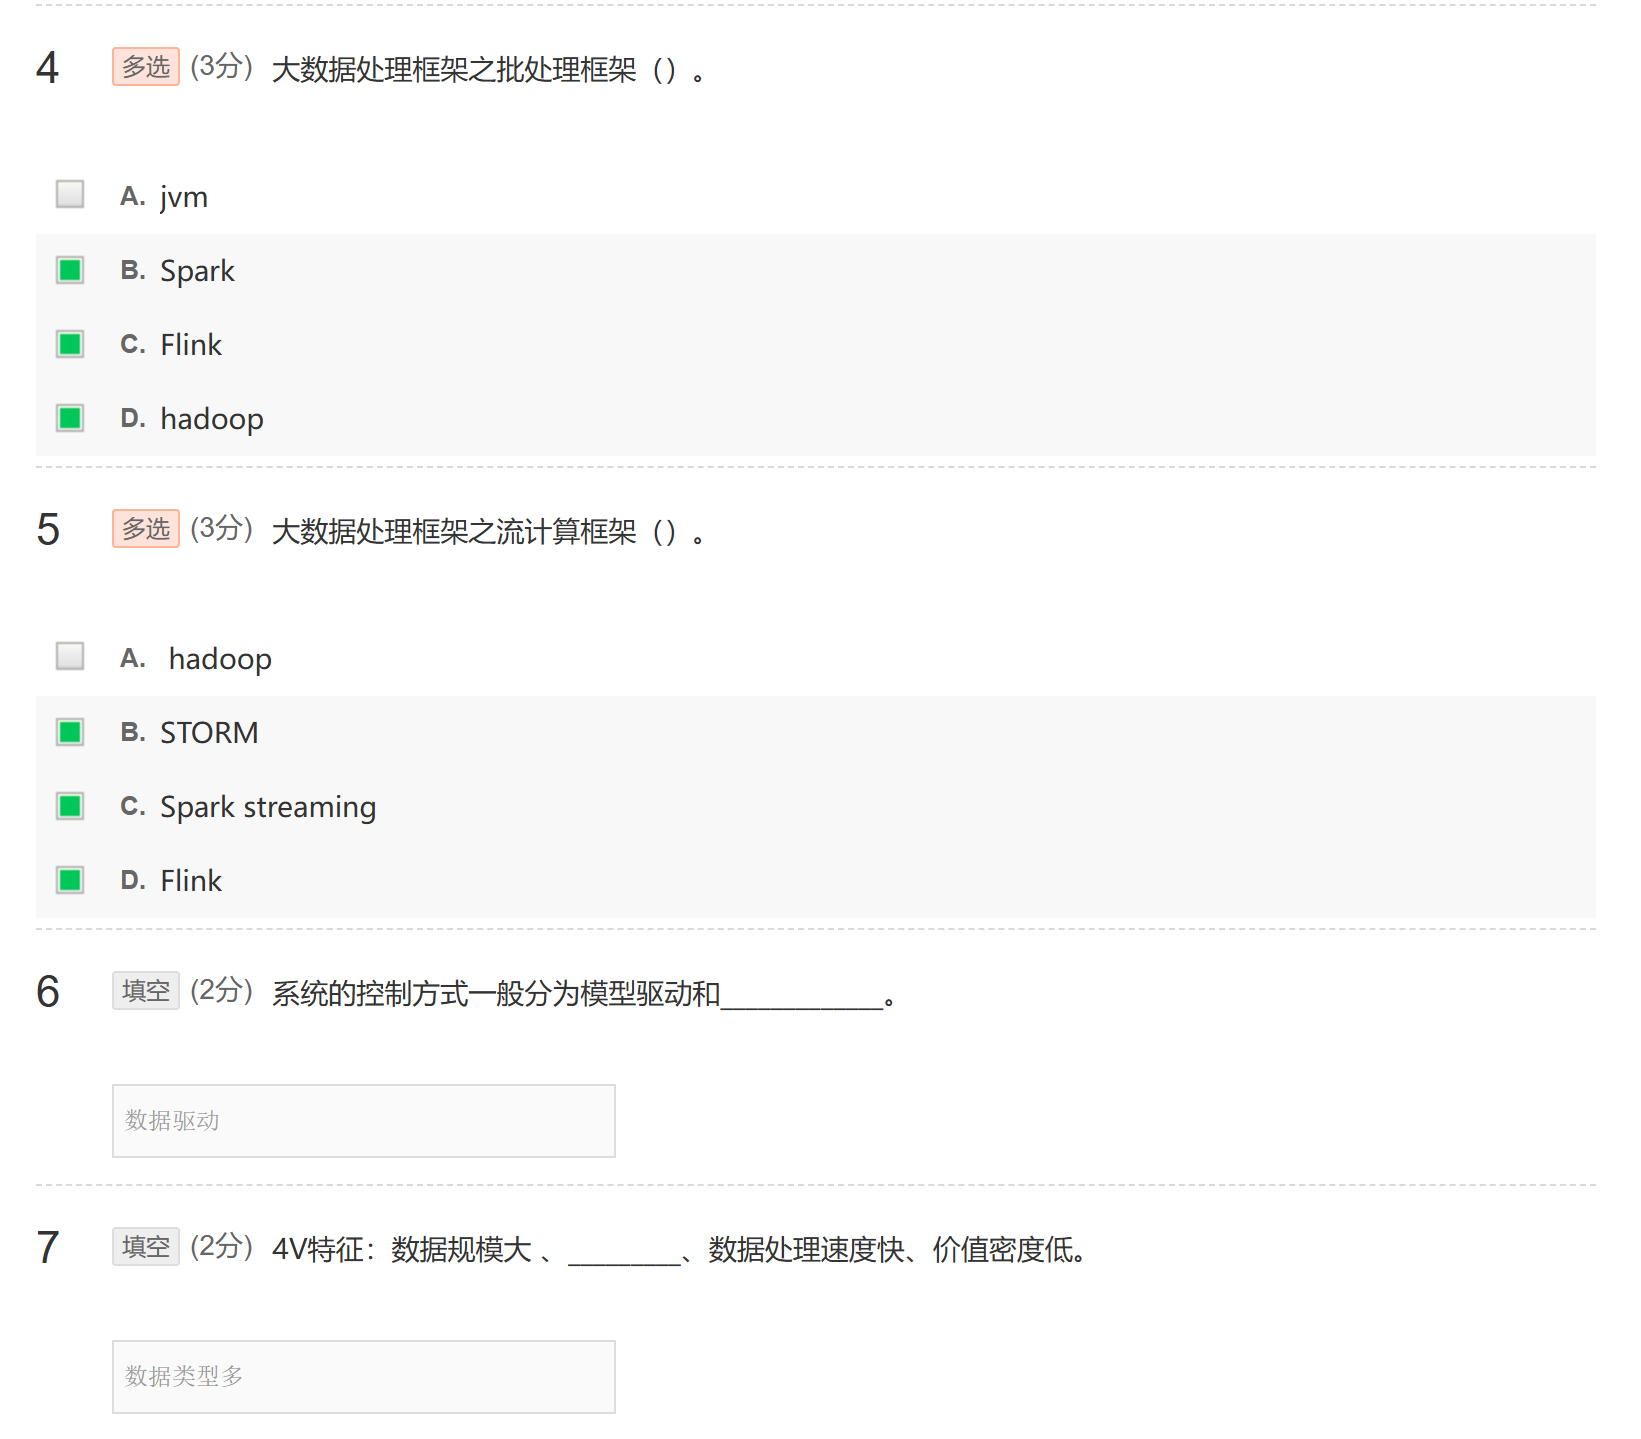 4 多选 (3分) 大数据处理框架之批处理框架（）。
A. jvm
B. Spark
C. Flink
D. hadoop
5 多选 (3分) 大数据处理框架之流计算框架（）。
A. hadoop
B. STORM
C. Spark streaming
D. Flink
6 填空 (2分) 系统的控制方式一般分为模型驱动和_____________。
数据驱动
7 填空 (2分) 4V特征：数据规模大 、_________、数据处理速度快、价值密度低。
数据类型多